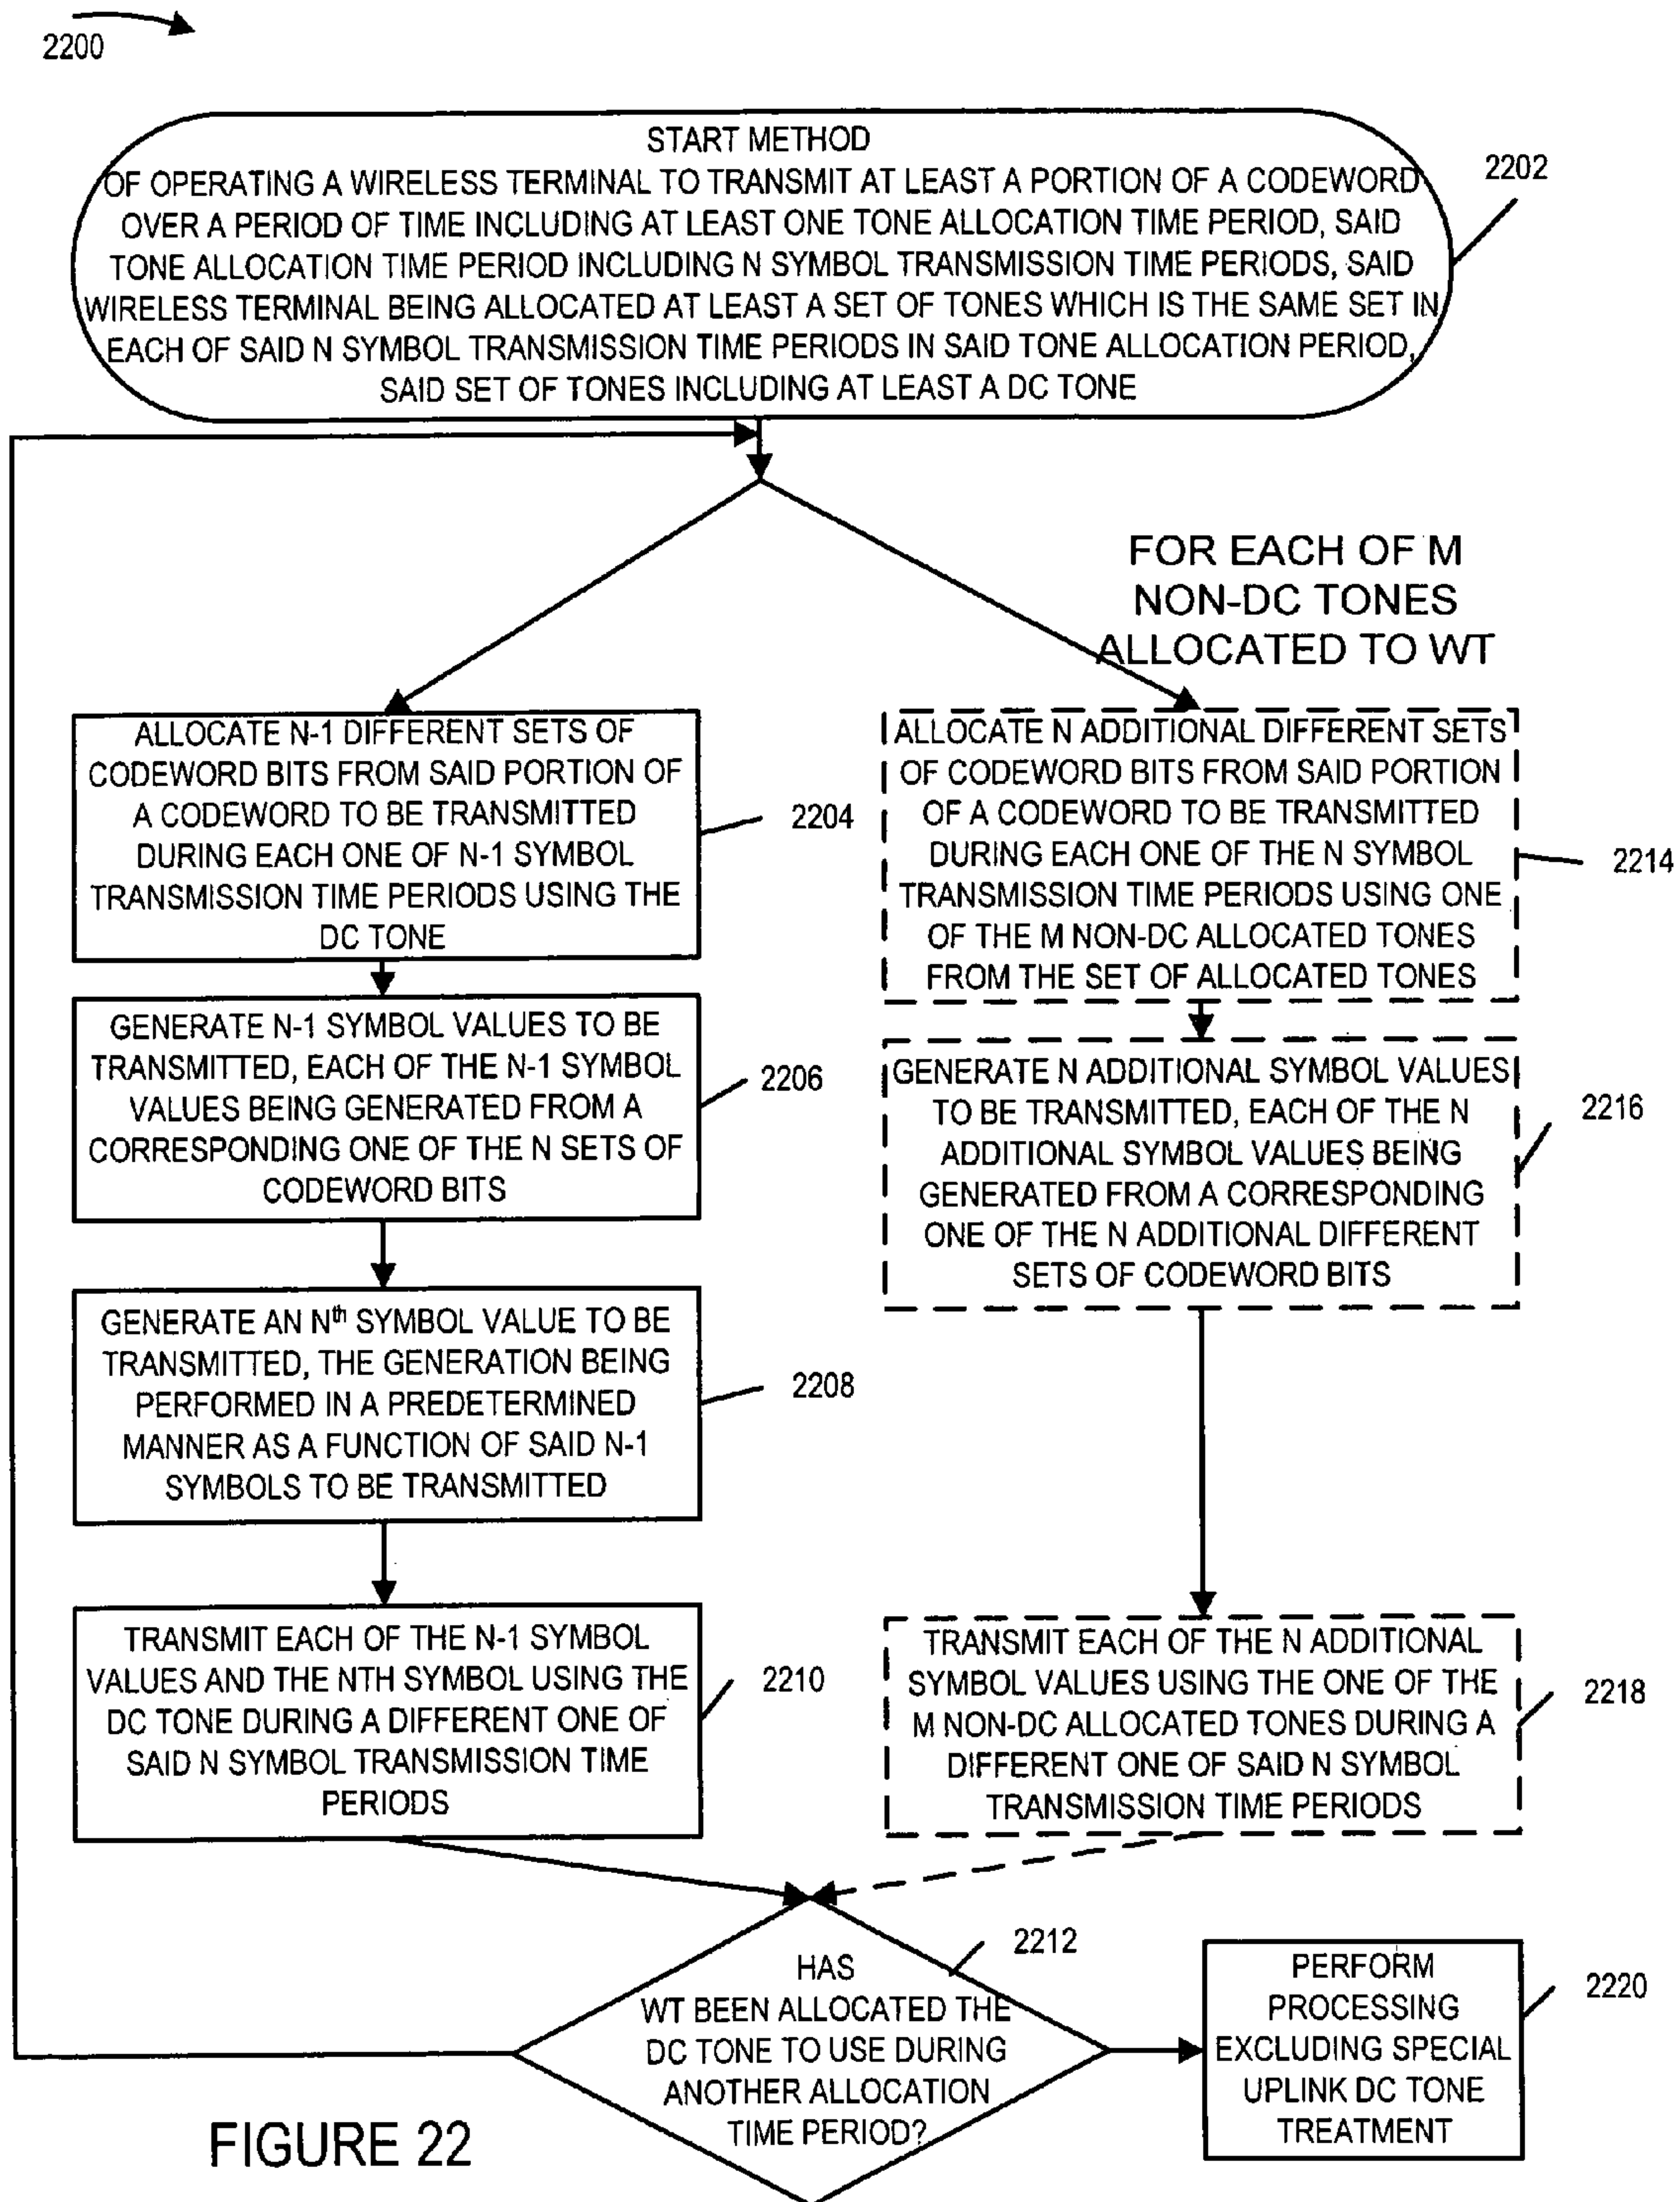 2200
START METHOD
OF OPERATING A WIRELESS TERMINAL TO TRANSMIT AT LEAST A PORTION OF A CODEWORD
OVER A PERIOD OF TIME INCLUDING AT LEAST ONE TONE ALLOCATION TIME PERIOD, SAID
TONE ALLOCATION TIME PERIOD INCLUDING N SYMBOL TRANSMISSION TIME PERIODS, SAID
WIRELESS TERMINAL BEING ALLOCATED AT LEAST A SET OF TONES WHICH IS THE SAME SET IN
EACH OF SAID N SYMBOL TRANSMISSION TIME PERIODS IN SAID TONE ALLOCATION PERIOD,
SAID SET OF TONES INCLUDING AT LEAST A DC TONE
2202
FOR EACH OF M
NON-DC TONES
ALLOCATED TO WT
ALLOCATE N-1 DIFFERENT SETS OF
CODEWORD BITS FROM SAID PORTION OF
A CODEWORD TO BE TRANSMITTED
DURING EACH ONE OF N-1 SYMBOL
TRANSMISSION TIME PERIODS USING THE
DC TONE
2204
GENERATE N-1 SYMBOL VALUES TO BE
TRANSMITTED, EACH OF THE N-1 SYMBOL
VALUES BEING GENERATED FROM A
CORRESPONDING ONE OF THE N SETS OF
CODEWORD BITS
2206
GENERATE AN Nth SYMBOL VALUE TO BE
TRANSMITTED, THE GENERATION BEING
PERFORMED IN A PREDETERMINED
MANNER AS A FUNCTION OF SAID N-1
SYMBOLS TO BE TRANSMITTED
2208
TRANSMIT EACH OF THE N-1 SYMBOL
VALUES AND THE NTH SYMBOL USING THE
DC TONE DURING A DIFFERENT ONE OF
SAID N SYMBOL TRANSMISSION TIME
PERIODS
2210
ALLOCATE N ADDITIONAL DIFFERENT SETS
OF CODEWORD BITS FROM SAID PORTION
OF A CODEWORD TO BE TRANSMITTED
DURING EACH ONE OF THE N SYMBOL
TRANSMISSION TIME PERIODS USING ONE
OF THE M NON-DC ALLOCATED TONES
FROM THE SET OF ALLOCATED TONES
2214
GENERATE N ADDITIONAL SYMBOL VALUES
TO BE TRANSMITTED, EACH OF THE N
ADDITIONAL SYMBOL VALUES BEING
GENERATED FROM A CORRESPONDING
ONE OF THE N ADDITIONAL DIFFERENT
SETS OF CODEWORD BITS
2216
TRANSMIT EACH OF THE N ADDITIONAL
SYMBOL VALUES USING THE ONE OF THE
M NON-DC ALLOCATED TONES DURING A
DIFFERENT ONE OF SAID N SYMBOL
TRANSMISSION TIME PERIODS
2218
HAS
WT BEEN ALLOCATED THE
DC TONE TO USE DURING
ANOTHER ALLOCATION
TIME PERIOD?
2212
PERFORM
PROCESSING
EXCLUDING SPECIAL
UPLINK DC TONE
TREATMENT
2220
FIGURE 22